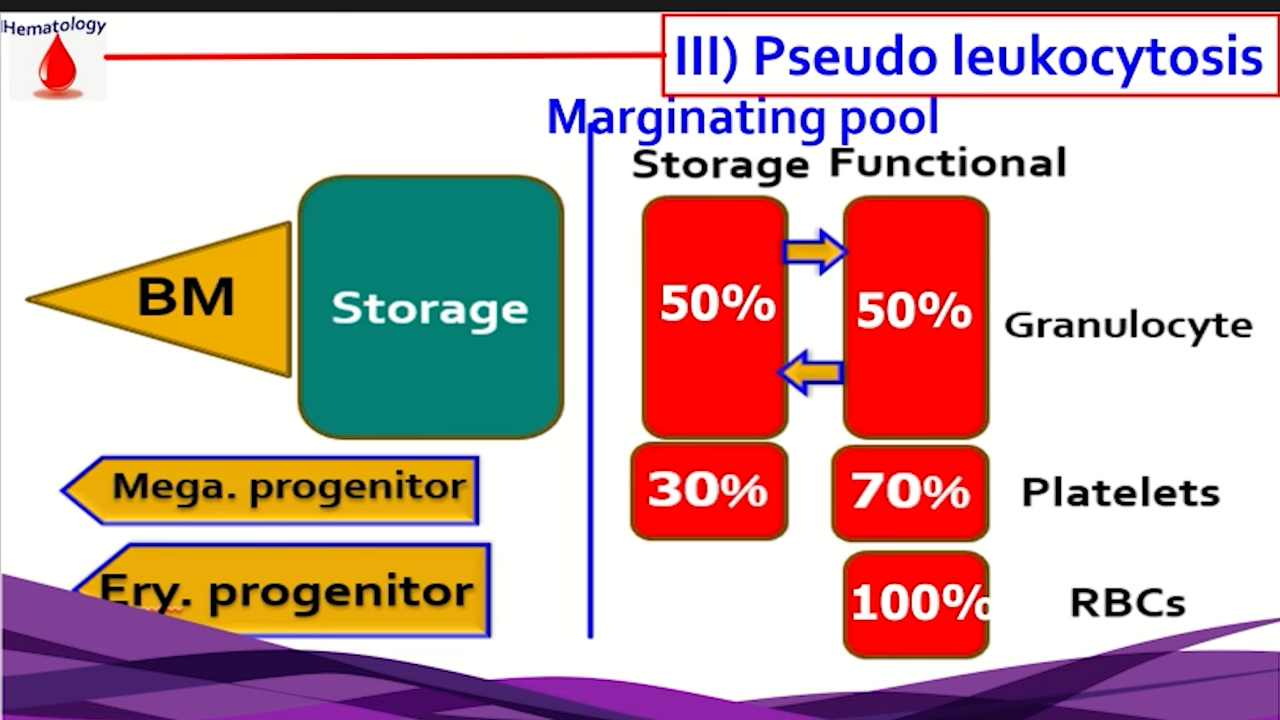 Hematology
III) Pseudo leukocytosis
Marginating pool
Storage Functional
BM
Storage
50%
50%
Granulocyte
Mega. progenitor
30%
70%
Platelets
Ery. progenitor
100%
RBCs